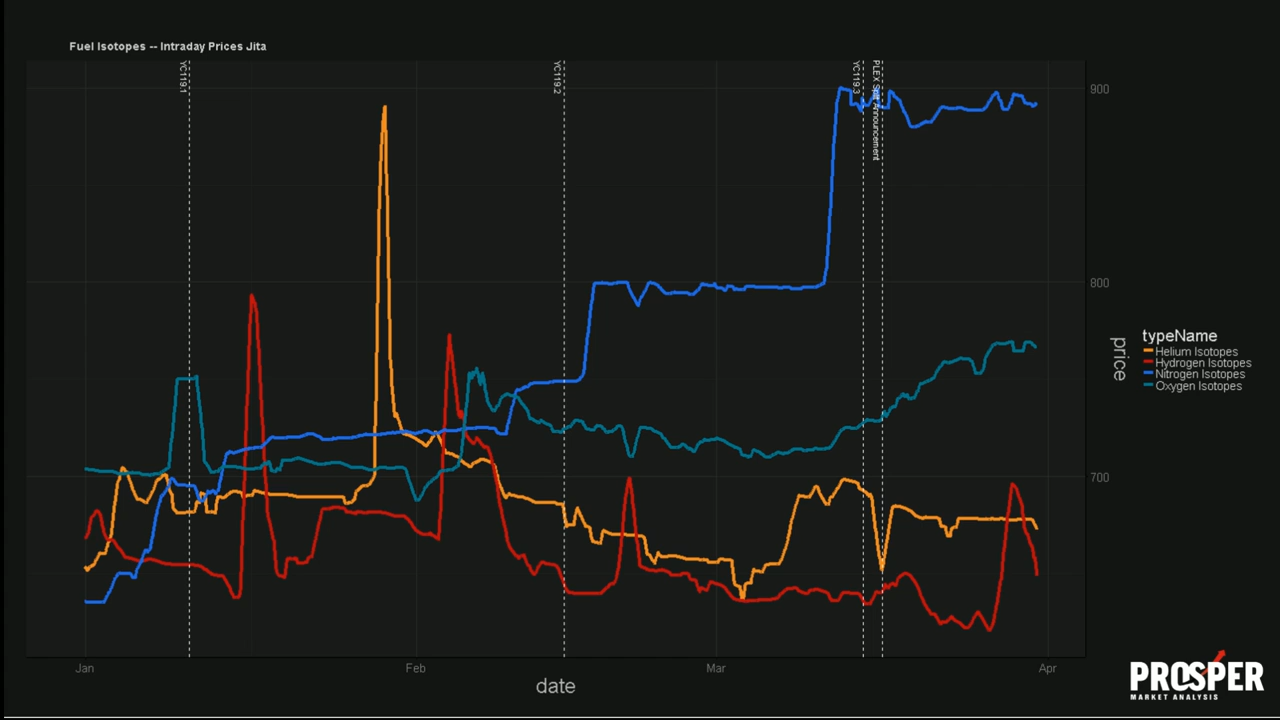 Fuel Isotopes -- Intraday Prices Jita
YC119.1
YC119.2
YC119.3
PLEX Split Announcement
900
800
700
price
typeName
Helium Isotopes
Hydrogen Isotopes
Nitrogen Isotopes
Oxygen Isotopes
Jan
Feb
Mar
Apr
date
PROSPER
MARKET ANALYSIS